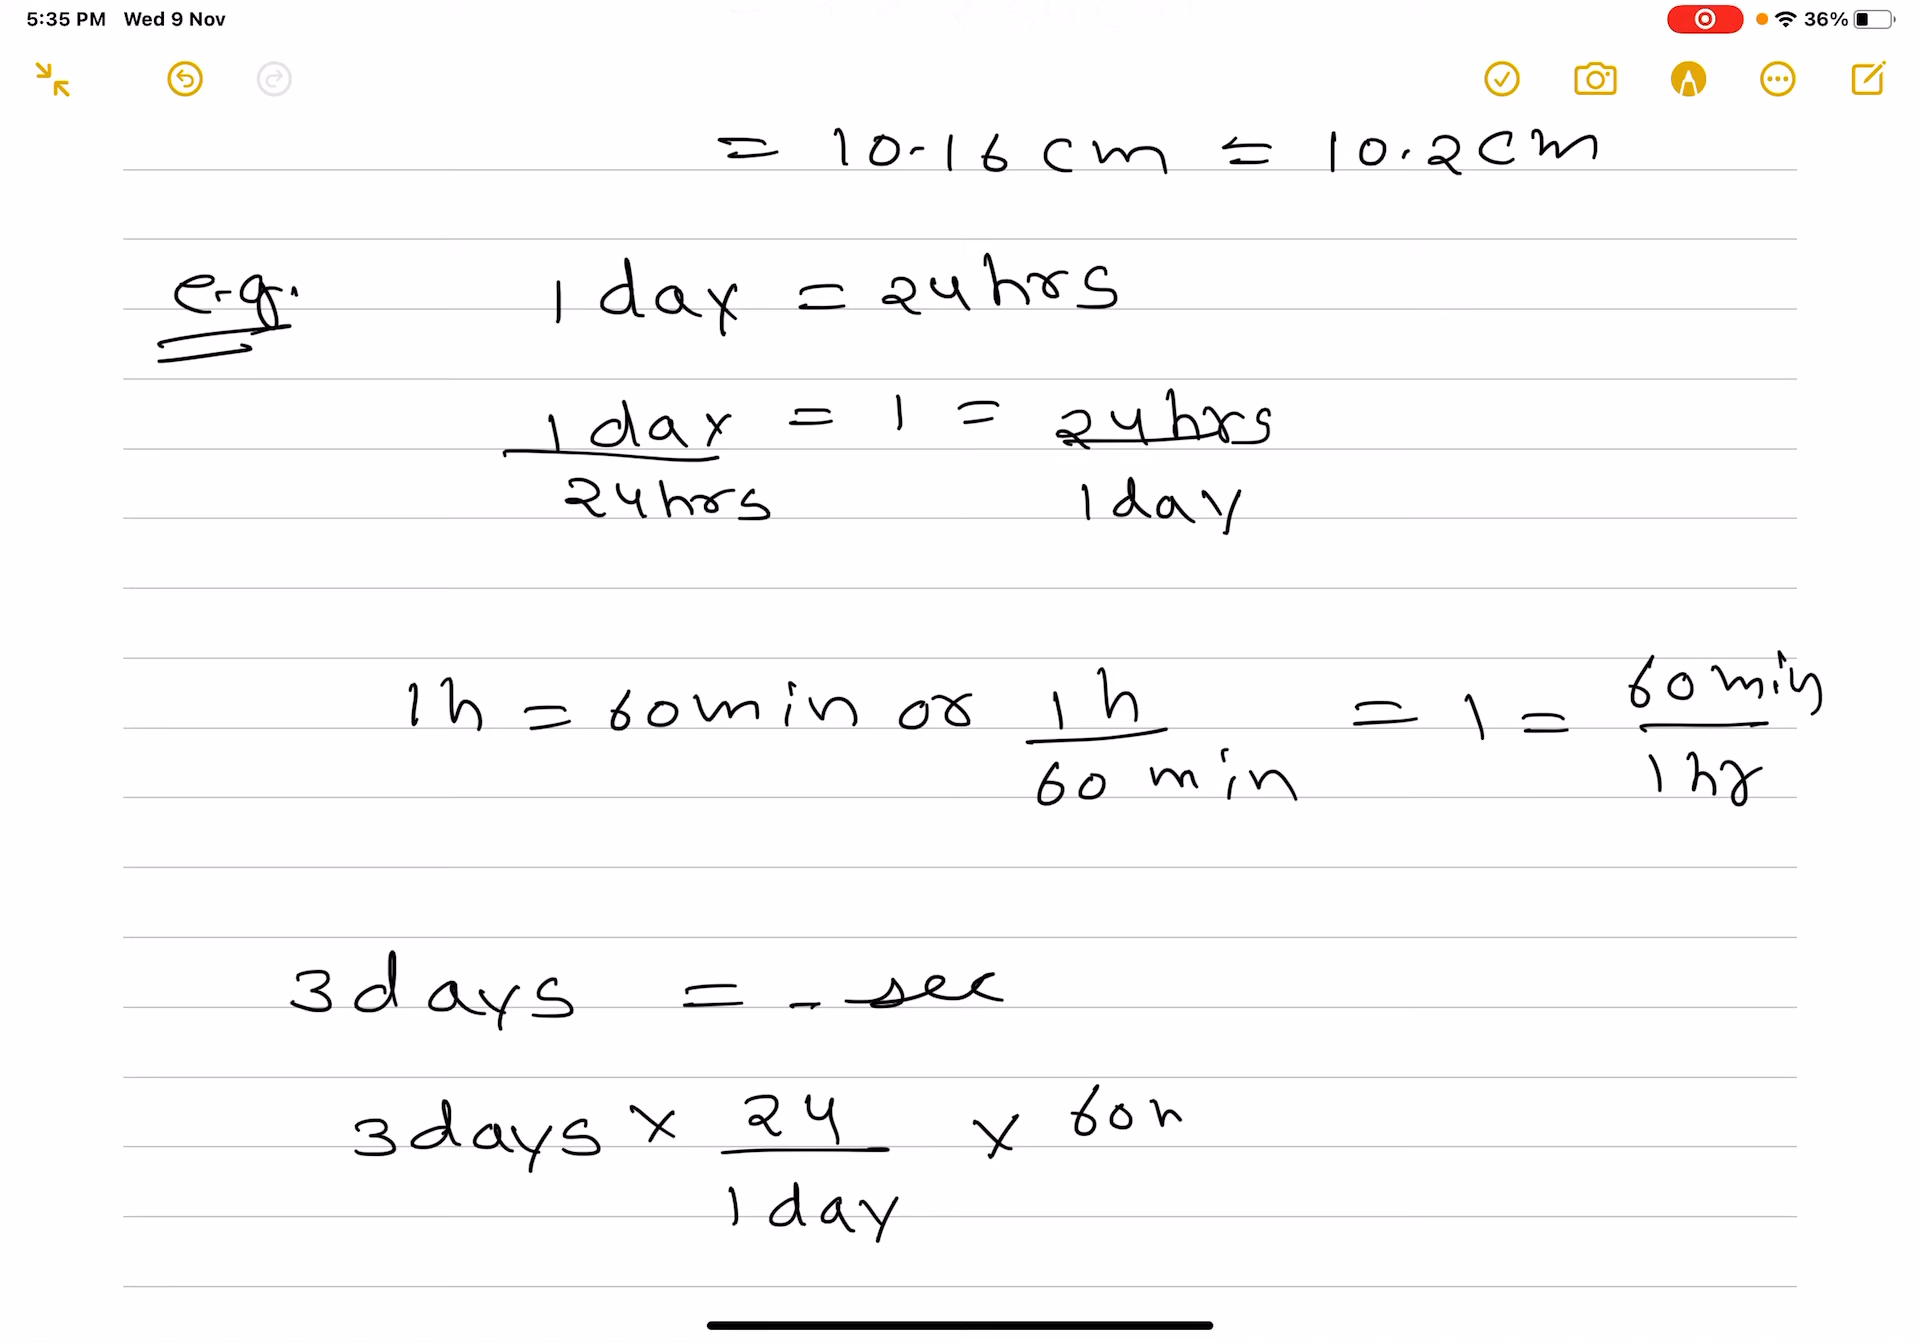 5:35 PM Wed 9 Nov 36%
= 10.16 cm = 10.2 cm
e.g. 1 day = 24 hrs
1 day = 1 = 24 hrs
24 hrs 1 day
1 h = 60 min or 1 h = 1 = 60 min
60 min 1 hr
3 days = - sec
3 days × 24 × 60 m
1 day